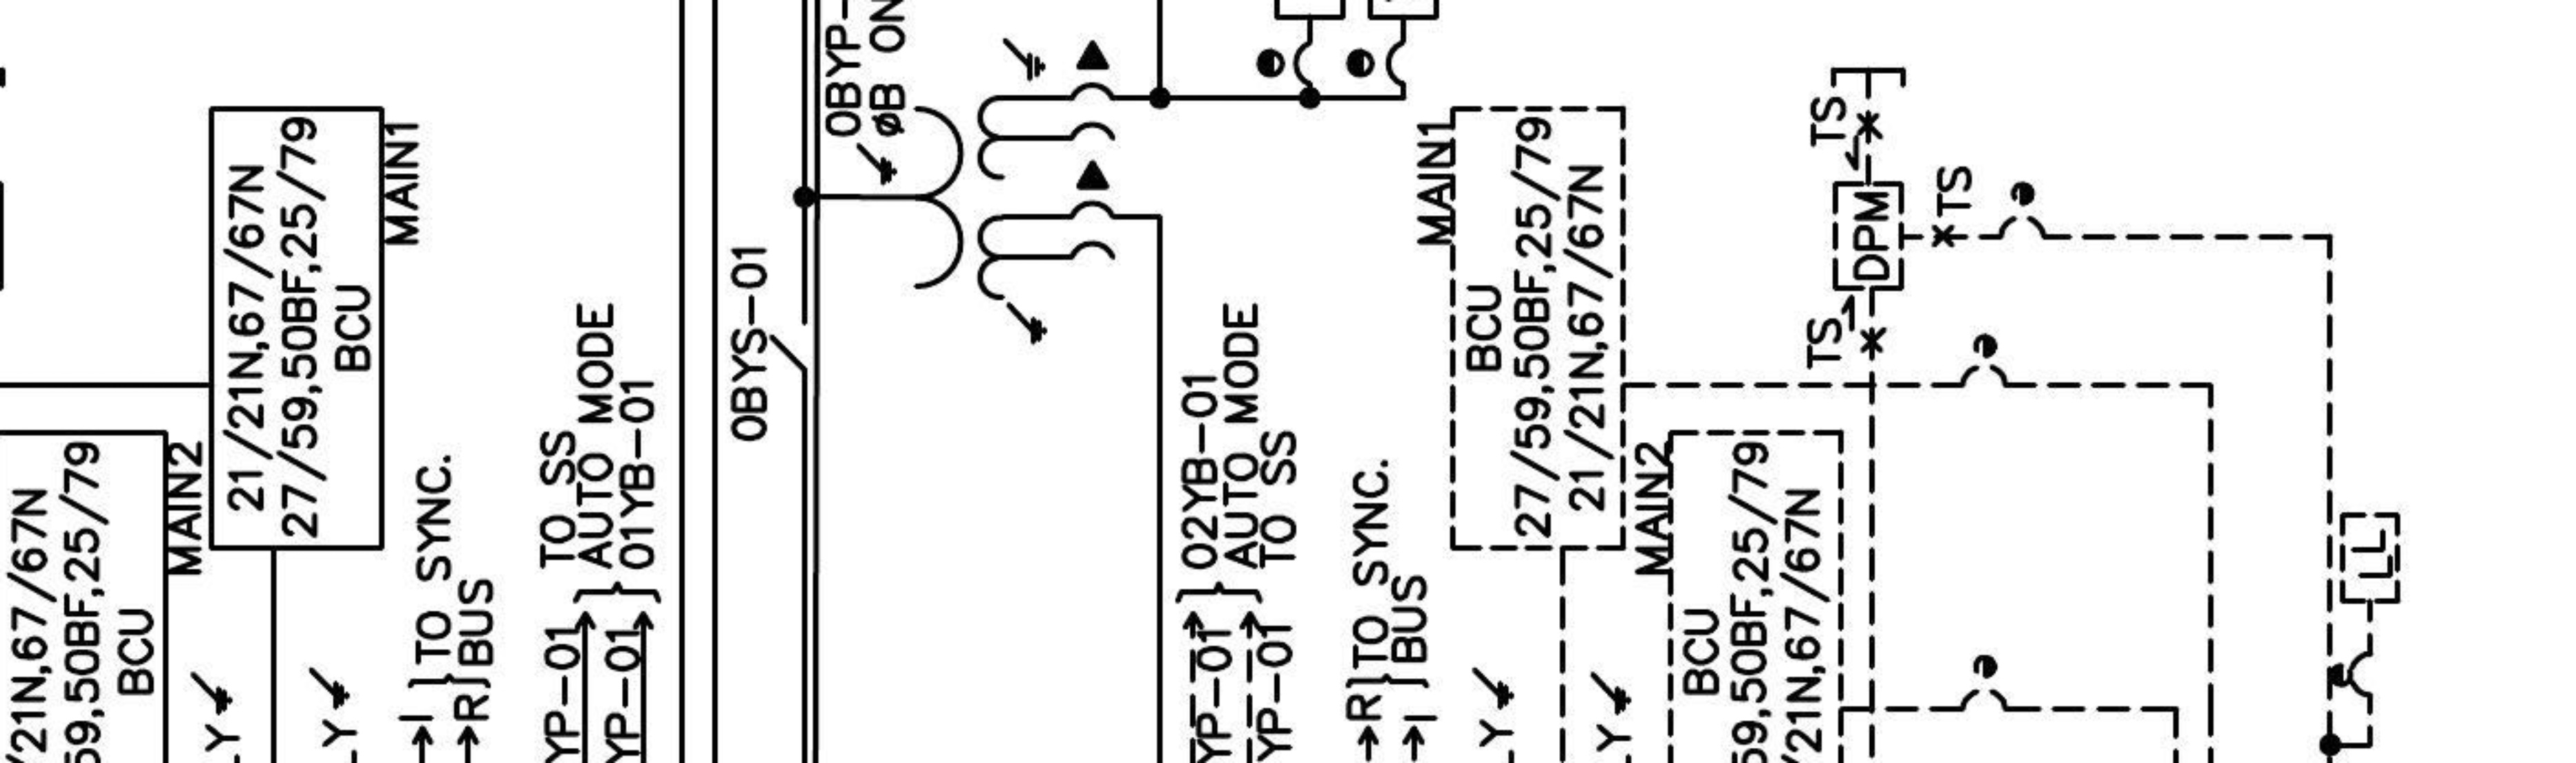 21/21N,67/67N
27/59,50BF,25/79
BCU
MAIN1
/21N,67/67N
59,50BF,25/79
BCU
MAIN2
Y
Y
I
R
TO SYNC.
BUS
YP-01
YP-01
TO SS
AUTO MODE
01YB-01
0BYS-01
0BYP-
øB ON
YP-01
YP-01
02YB-01
AUTO MODE
TO SS
R
I
TO SYNC.
BUS
Y
Y
MAIN1
BCU
27/59,50BF,25/79
21/21N,67/67N
MAIN2
BCU
59,50BF,25/79
/21N,67/67N
TS
DPM
TS
TS